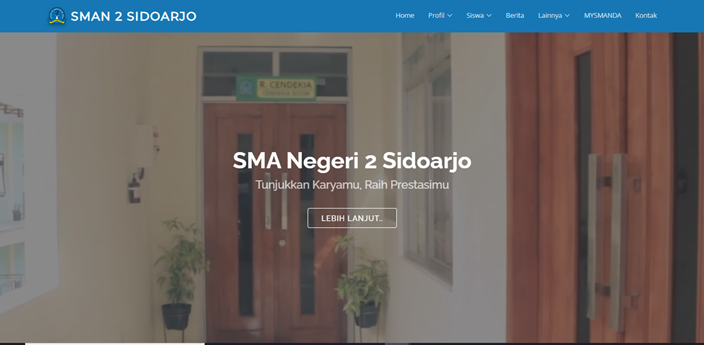 SMAN 2 SIDOARJO
Home Profil Siswa Berita Lainnya MYSMANDA Kontak
R. CENDEKIA
SMA Negeri 2 Sidoarjo
Tunjukkan Karyamu, Raih Prestasimu
LEBIH LANJUT..